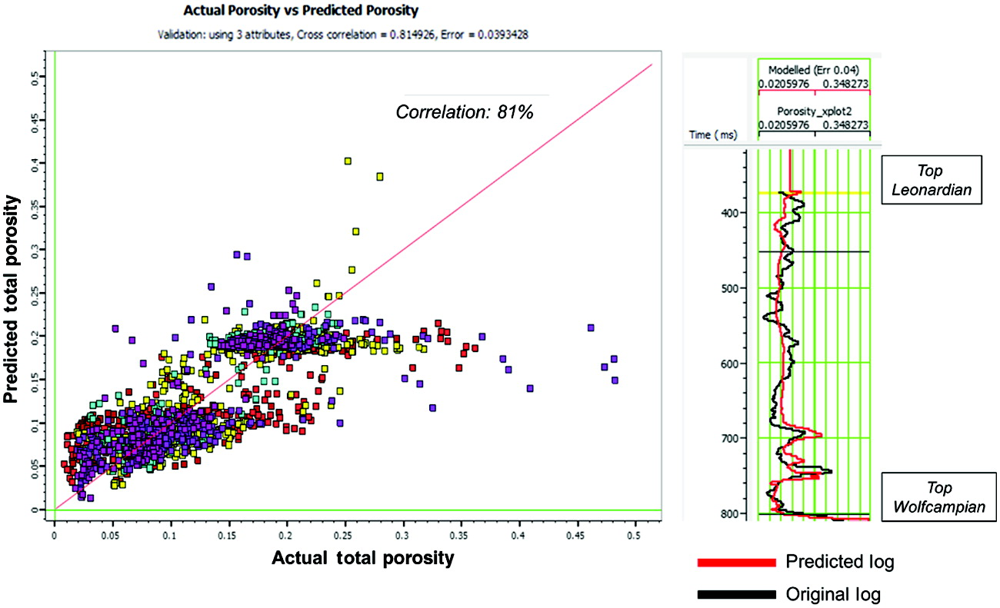 Actual Porosity vs Predicted Porosity
Validation: using 3 attributes, Cross correlation = 0.814926, Error = 0.0393428
Correlation: 81%
Predicted total porosity
0.5
0.45
0.4
0.35
0.3
0.25
0.2
0.15
0.1
0.05
0
0 0.05 0.1 0.15 0.2 0.25 0.3 0.35 0.4 0.45 0.5
Actual total porosity
Modelled (Err 0.04)
0.0205976 0.348273
Porosity_xplot2
0.0205976 0.348273
Time (ms)
400
500
600
700
800
Top
Leonardian
Top
Wolfcampian
Predicted log
Original log